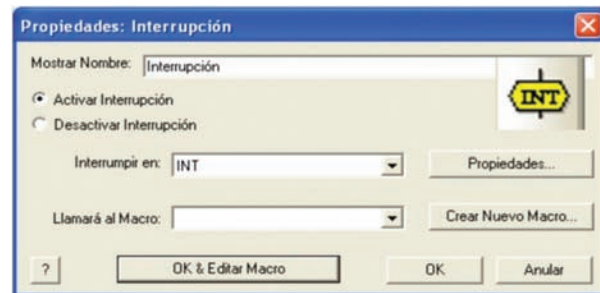 Propiedades: Interrupción
Mostrar Nombre: Interrupción
INT
Activar Interrupción
Desactivar Interrupción
Interrumpir en: INT Propiedades...
Llamará al Macro: Crear Nuevo Macro...
? OK & Editar Macro OK Anular